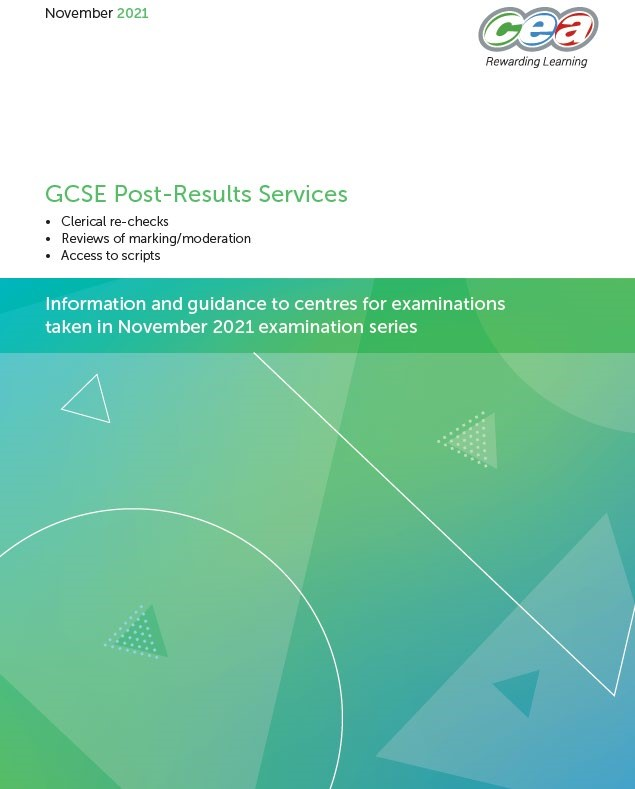 November 2021
cea
Rewarding Learning
GCSE Post-Results Services
• Clerical re-checks
• Reviews of marking/moderation
• Access to scripts
Information and guidance to centres for examinations
taken in November 2021 examination series